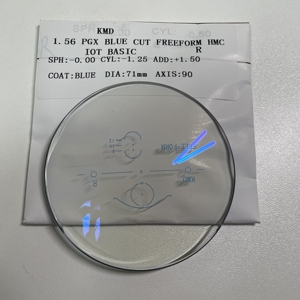 KMD
1.56 PGX BLUE CUT FREEFORM HMC
IOT BASIC R
SPH:-0.00 CYL:-1.25 ADD:+1.50
COAT:BLUE DIA:71mm AXIS:90